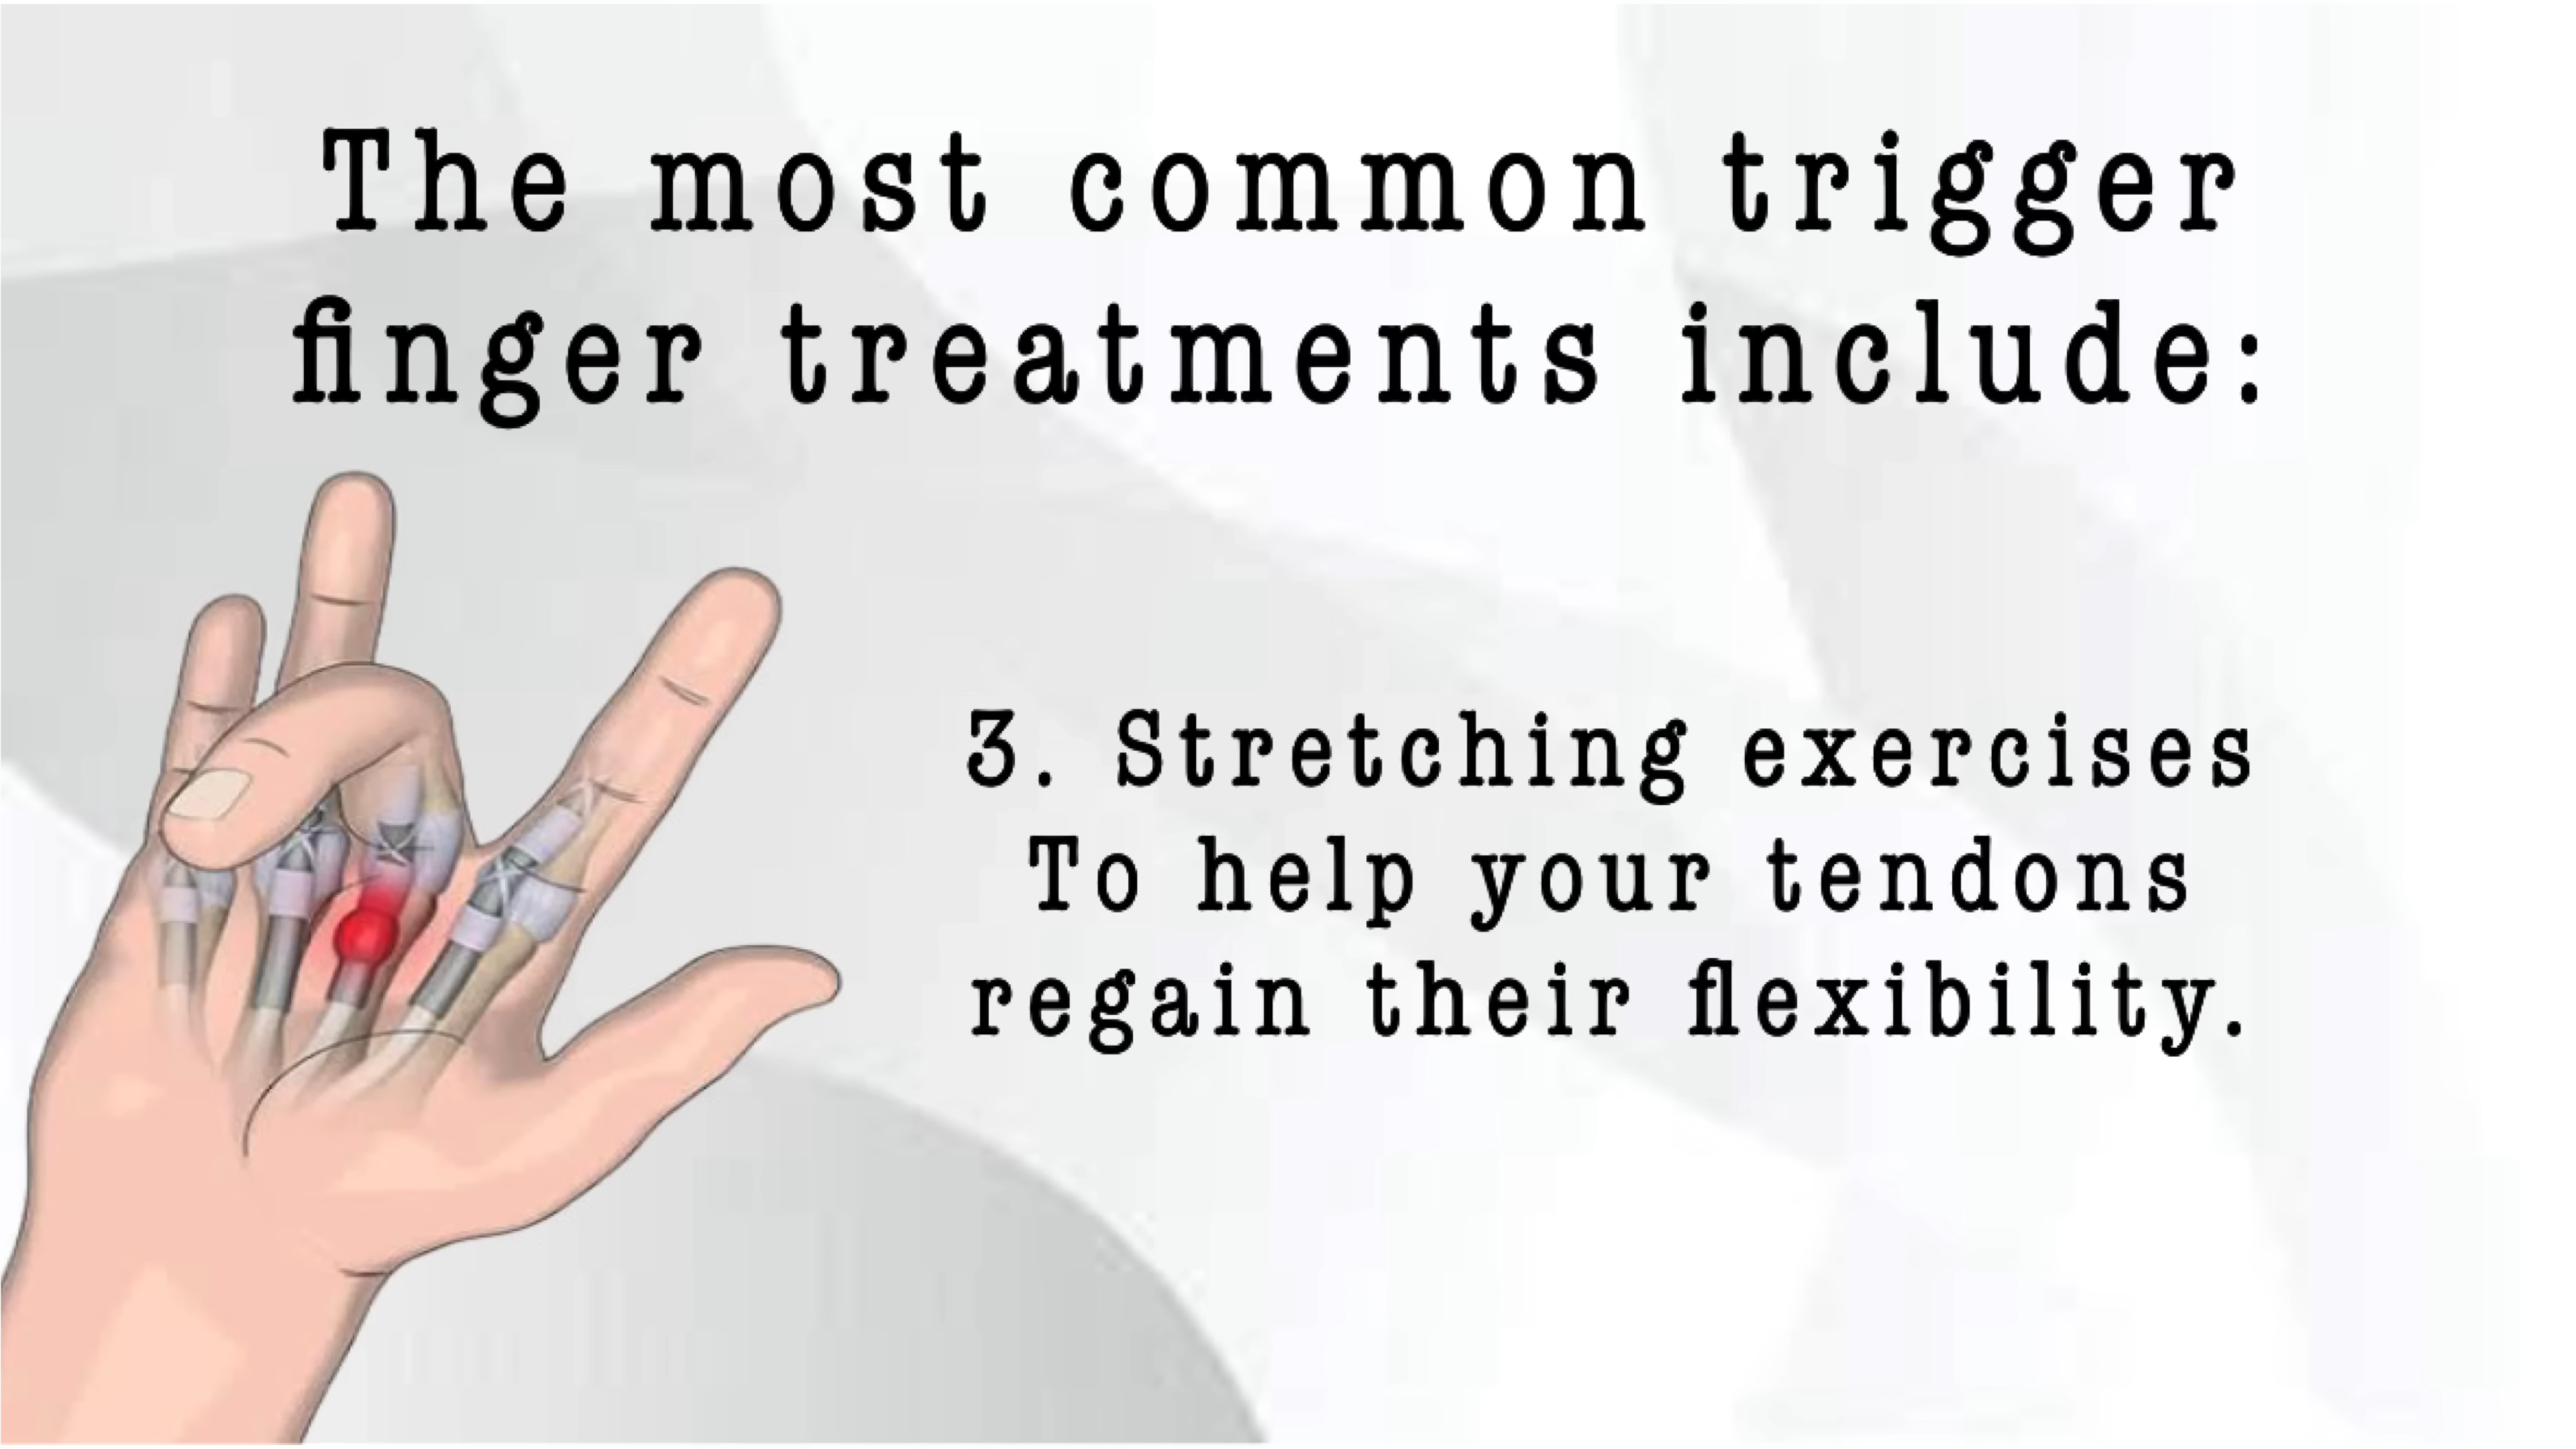 The most common trigger
finger treatments include:
3. Stretching exercises
To help your tendons
regain their flexibility.